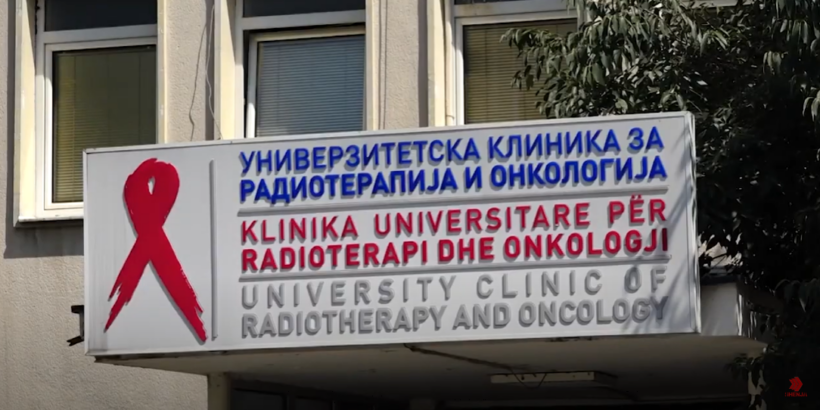 УНИВЕРЗИТЕТСКА КЛИНИКА ЗА
РАДИОТЕРАПИЈА И ОНКОЛОГИЈА
KLINIKA UNIVERSITARE PËR
RADIOTERAPI DHE ONKOLOGJI
UNIVERSITY CLINIC OF
RADIOTHERAPY AND ONCOLOGY